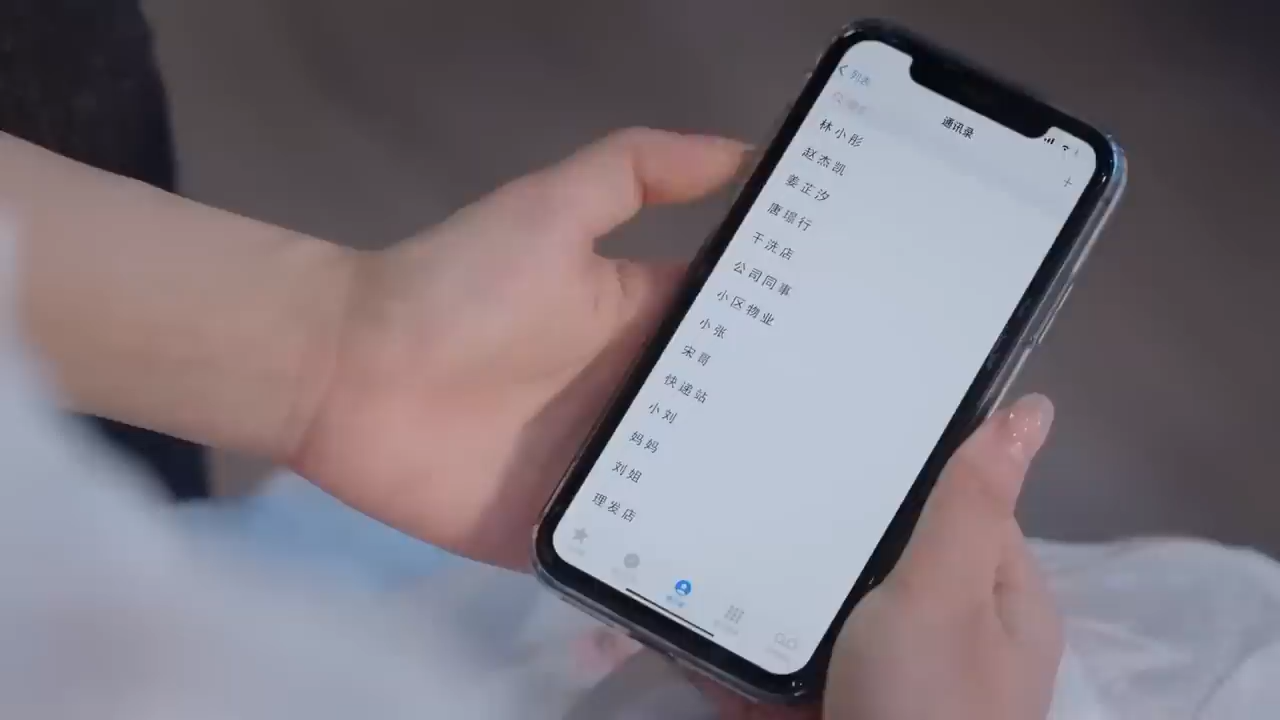 列表
通讯录
林小彤
赵杰凯
姜芷汐
唐璟行
干洗店
公司同事
小区物业
小张
宋哥
快递站
小刘
妈妈
刘姐
理发店